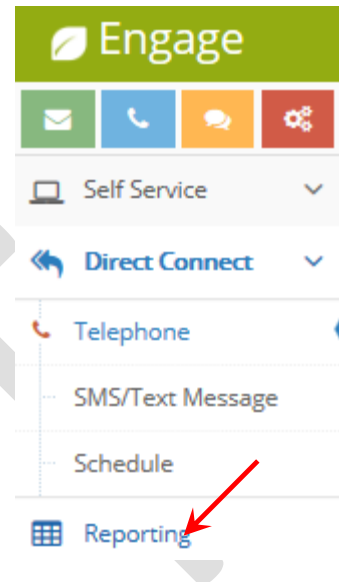 Engage
Self Service
Direct Connect
Telephone
SMS/Text Message
Schedule
Reporting